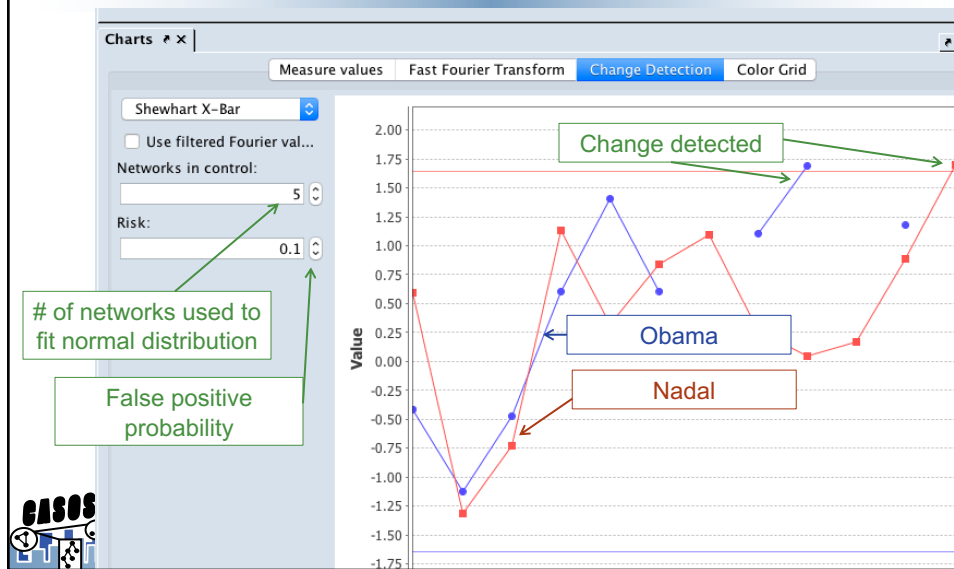 Charts
Measure values Fast Fourier Transform Change Detection Color Grid
Shewhart X-Bar
Use filtered Fourier val...
Networks in control:
5
Risk:
0.1
# of networks used to
fit normal distribution
False positive
probability
Change detected
Obama
Nadal
Value
2.00
1.75
1.50
1.25
1.00
0.75
0.50
0.25
0.00
-0.25
-0.50
-0.75
-1.00
-1.25
-1.50
-1.75
CASOS